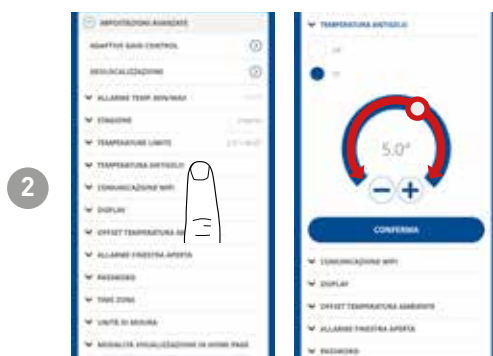 2
IMPOSTAZIONI AVANZATE
ADAPTIVE GAIN CONTROL
GEOLOCALIZZAZIONE
ALLARME TEMP. MIN/MAX
STAGIONE
TEMPERATURE LIMITE
TEMPERATURA ANTIGELO
COMUNICAZIONE WIFI
DISPLAY
OFFSET TEMPERATURA
ALLARME FINESTRA APERTA
PASSWORD
TIME ZONE
UNITÀ DI MISURA
MODALITÀ VISUALIZZAZIONE IN HOME PAGE
TEMPERATURA ANTIGELO
5.0°
CONFERMA
COMUNICAZIONE WIFI
DISPLAY
OFFSET TEMPERATURA AMBIENTE
ALLARME FINESTRA APERTA
PASSWORD